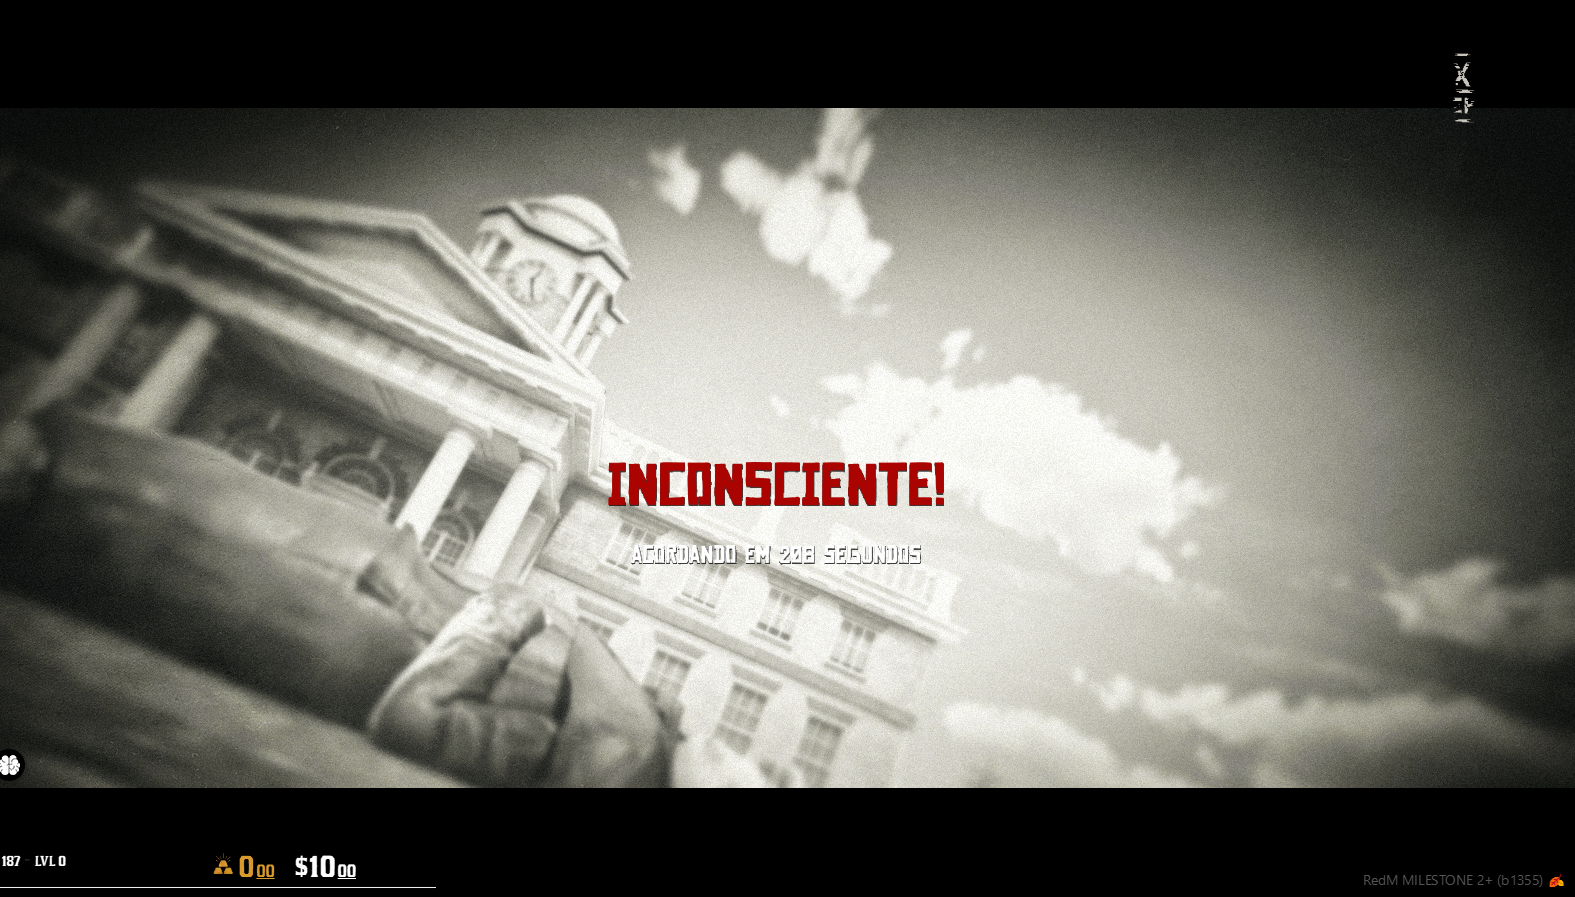 INCONSCIENTE!
ACORDANDO EM 208 SEGUNDOS
187 - LVL 0
0 00 $10 00
RedM MILESTONE 2+ (b1355)